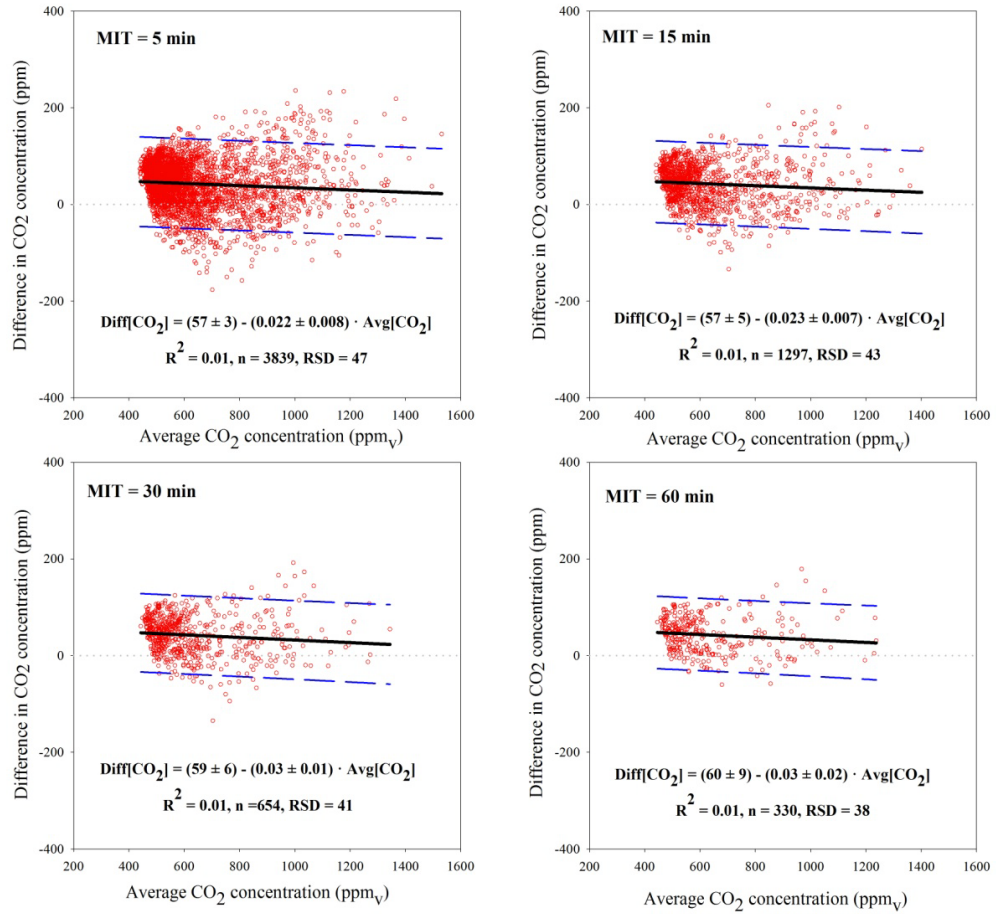 MIT = 5 min
Difference in CO2 concentration (ppm)
400
200
0
-200
-400
Diff[CO2] = (57 ± 3) - (0.022 ± 0.008) · Avg[CO2]
R2 = 0.01, n = 3839, RSD = 47
200 400 600 800 1000 1200 1400 1600
Average CO2 concentration (ppmv)
MIT = 15 min
Difference in CO2 concentration (ppm)
400
200
0
-200
-400
Diff[CO2] = (57 ± 5) - (0.023 ± 0.007) · Avg[CO2]
R2 = 0.01, n = 1297, RSD = 43
200 400 600 800 1000 1200 1400 1600
Average CO2 concentration (ppmv)
MIT = 30 min
Difference in CO2 concentration (ppm)
400
200
0
-200
-400
Diff[CO2] = (59 ± 6) - (0.03 ± 0.01) · Avg[CO2]
R2 = 0.01, n =654, RSD = 41
200 400 600 800 1000 1200 1400 1600
Average CO2 concentration (ppmv)
MIT = 60 min
Difference in CO2 concentration (ppm)
400
200
0
-200
-400
Diff[CO2] = (60 ± 9) - (0.03 ± 0.02) · Avg[CO2]
R2 = 0.01, n = 330, RSD = 38
200 400 600 800 1000 1200 1400 1600
Average CO2 concentration (ppmv)